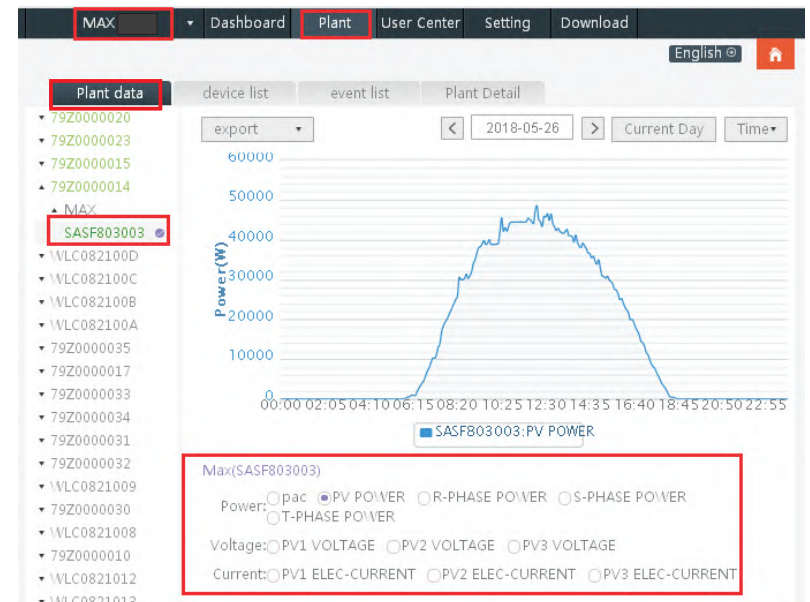 MAX Dashboard Plant User Center Setting Download
English
Plant data device list event list Plant Detail
79Z0000020
79Z0000023
79Z0000015
79Z0000014
MAX
SASF803003
WLC082100D
WLC082100C
WLC082100B
WLC082100A
79Z0000035
79Z0000017
79Z0000033
79Z0000034
79Z0000031
79Z0000032
WLC0821009
79Z0000030
WLC0821008
79Z0000010
WLC0821012
WLC0821013
export < 2018-05-26 > Current Day Time
60000
50000
40000
30000
20000
10000
0
Power(W)
00:00 02:05 04:10 06:15 08:20 10:25 12:30 14:35 16:40 18:45 20:50 22:55
SASF803003:PV POWER
Max(SASF803003)
Power: pac PV POWER R-PHASE POWER S-PHASE POWER
T-PHASE POWER
Voltage: PV1 VOLTAGE PV2 VOLTAGE PV3 VOLTAGE
Current: PV1 ELEC-CURRENT PV2 ELEC-CURRENT PV3 ELEC-CURRENT